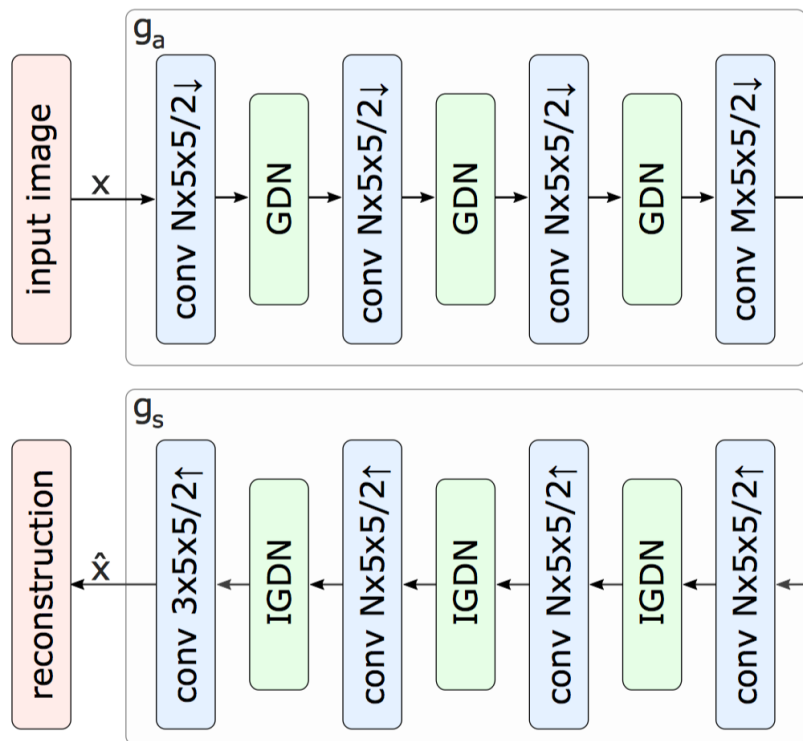 g_a
input image
x
conv Nx5x5/2↓
GDN
conv Nx5x5/2↓
GDN
conv Nx5x5/2↓
GDN
conv Mx5x5/2↓
g_s
reconstruction
x̂
conv 3x5x5/2↑
IGDN
conv Nx5x5/2↑
IGDN
conv Nx5x5/2↑
IGDN
conv Nx5x5/2↑